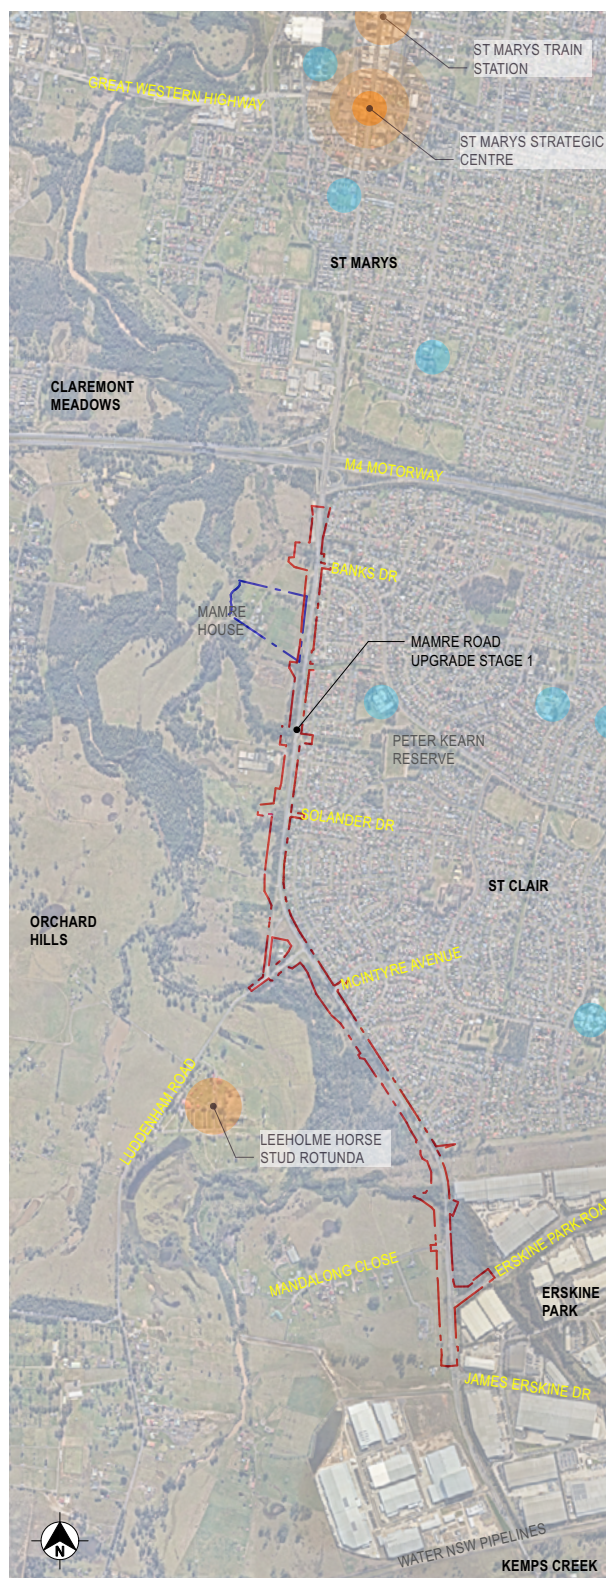 ST MARYS TRAIN
STATION
GREAT WESTERN HIGHWAY
ST MARYS STRATEGIC
CENTRE
ST MARYS
CLAREMONT
MEADOWS
M4 MOTORWAY
BANKS DR
MAMRE
HOUSE
MAMRE ROAD
UPGRADE STAGE 1
PETER KEARN
RESERVE
SOLANDER DR
ST CLAIR
ORCHARD
HILLS
MCINTYRE AVENUE
LUDDENHAM ROAD
LEEHOLME HORSE
STUD ROTUNDA
ERSKINE PARK ROAD
MANDALONG CLOSE
ERSKINE
PARK
JAMES ERSKINE DR
WATER NSW PIPELINES
KEMPS CREEK
N